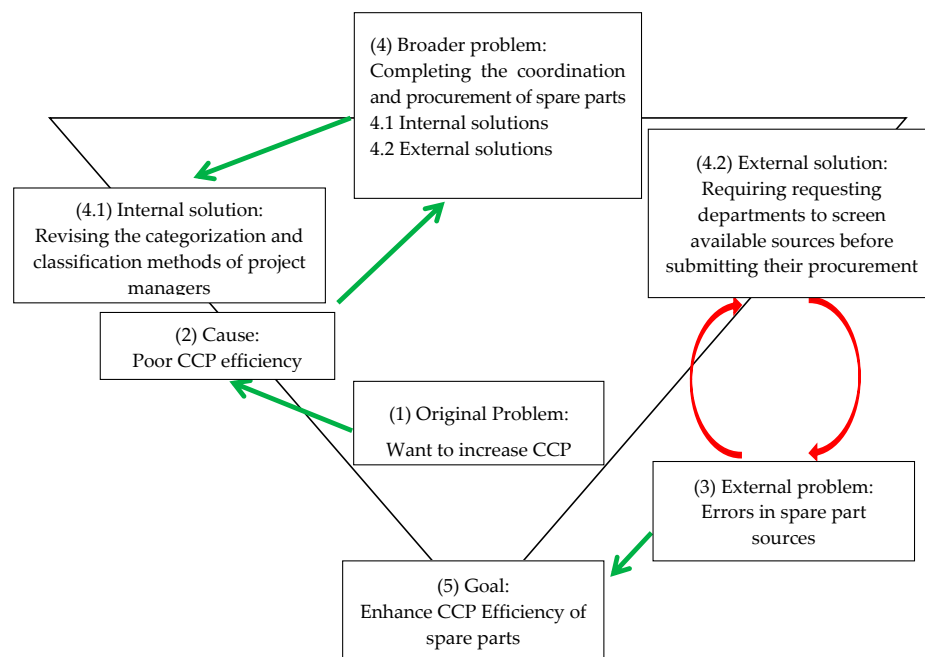 (4) Broader problem:
Completing the coordination
and procurement of spare parts
4.1 Internal solutions
4.2 External solutions
(4.2) External solution:
Requiring requesting
departments to screen
available sources before
submitting their procurement
(4.1) Internal solution:
Revising the categorization and
classification methods of project
managers
(2) Cause:
Poor CCP efficiency
(1) Original Problem:
Want to increase CCP
(3) External problem:
Errors in spare part
sources
(5) Goal:
Enhance CCP Efficiency of
spare parts